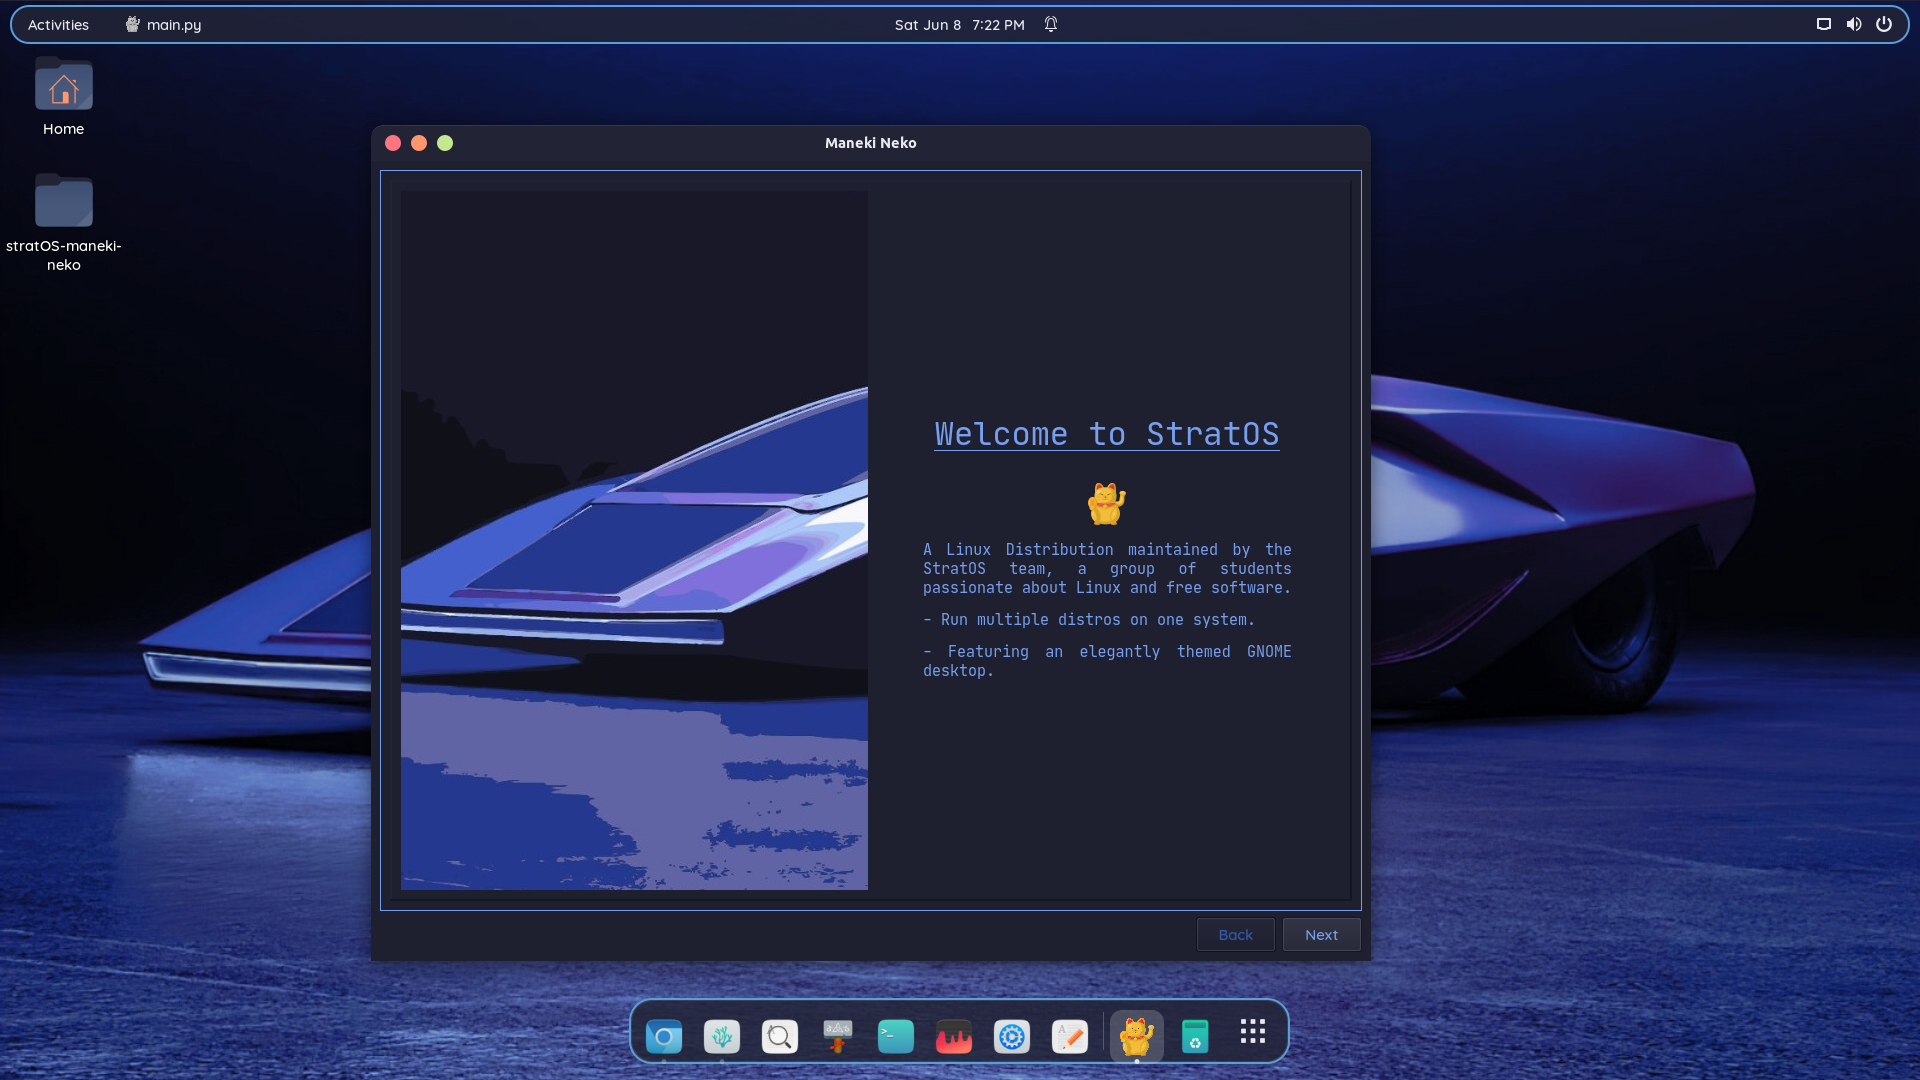 Activities
main.py
Sat Jun 8 7:22 PM
Home
stratOS-maneki-
neko
Maneki Neko
Welcome to StratOS
A Linux Distribution maintained by the
StratOS team, a group of students
passionate about Linux and free software.
- Run multiple distros on one system.
- Featuring an elegantly themed GNOME
desktop.
Back
Next